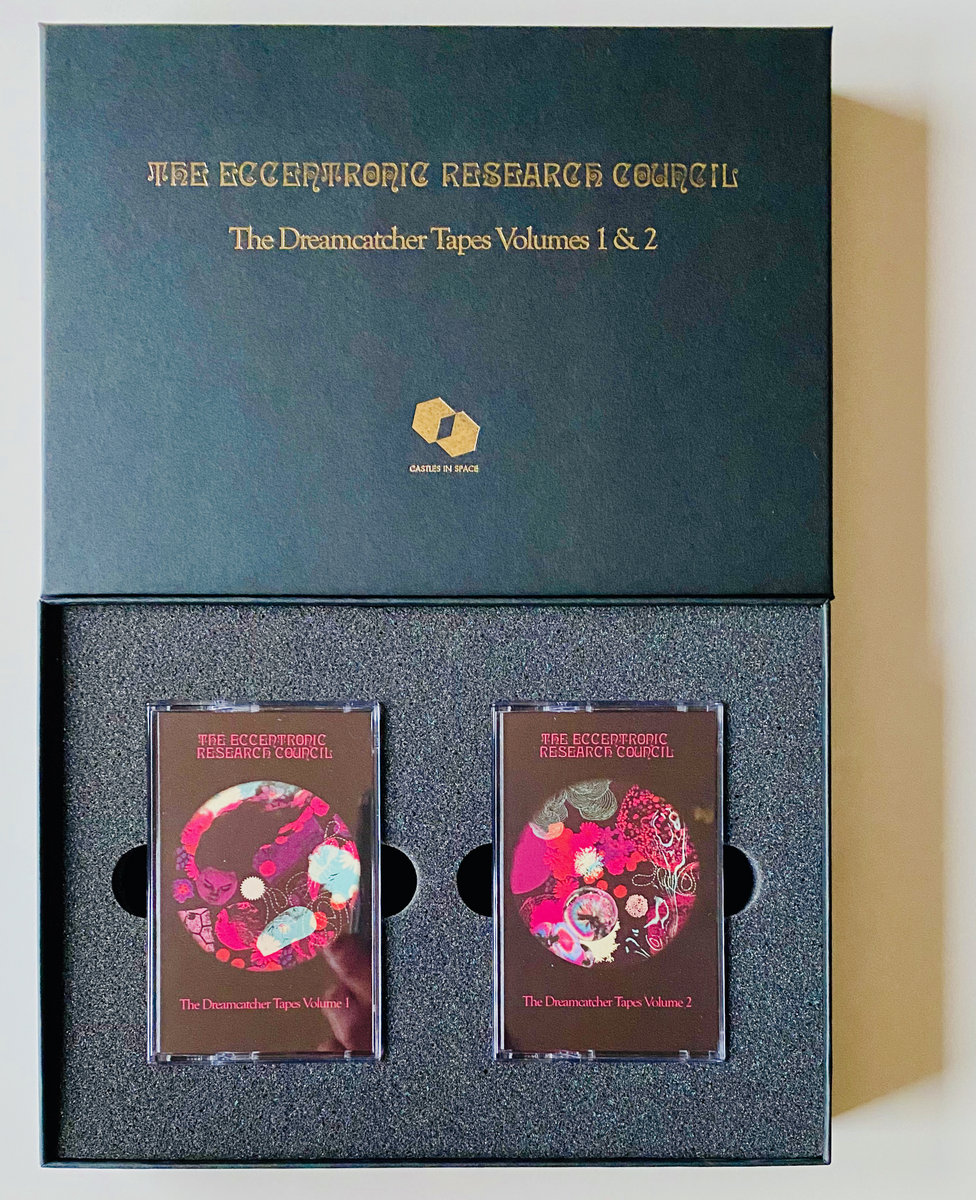 THE ECCENTRONIC RESEARCH COUNCIL
The Dreamcatcher Tapes Volumes 1 & 2
CASTLES IN SPACE
THE ECCENTRONIC
RESEARCH COUNCIL
The Dreamcatcher Tapes Volume 1
THE ECCENTRONIC
RESEARCH COUNCIL
The Dreamcatcher Tapes Volume 2